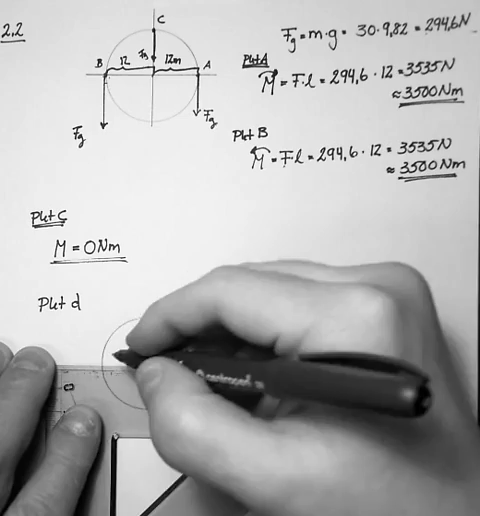 2.2
C
Fg
B 12 12m A
Fg
Fg
Fg = m·g = 30·9,82 = 294,6N
Pkt A
M = F·l = 294,6·12 = 3535N
≈ 3500Nm
Pkt B
M = F·l = 294,6·12 = 3535N
≈ 3500Nm
Pkt C
M = 0Nm
Pkt d